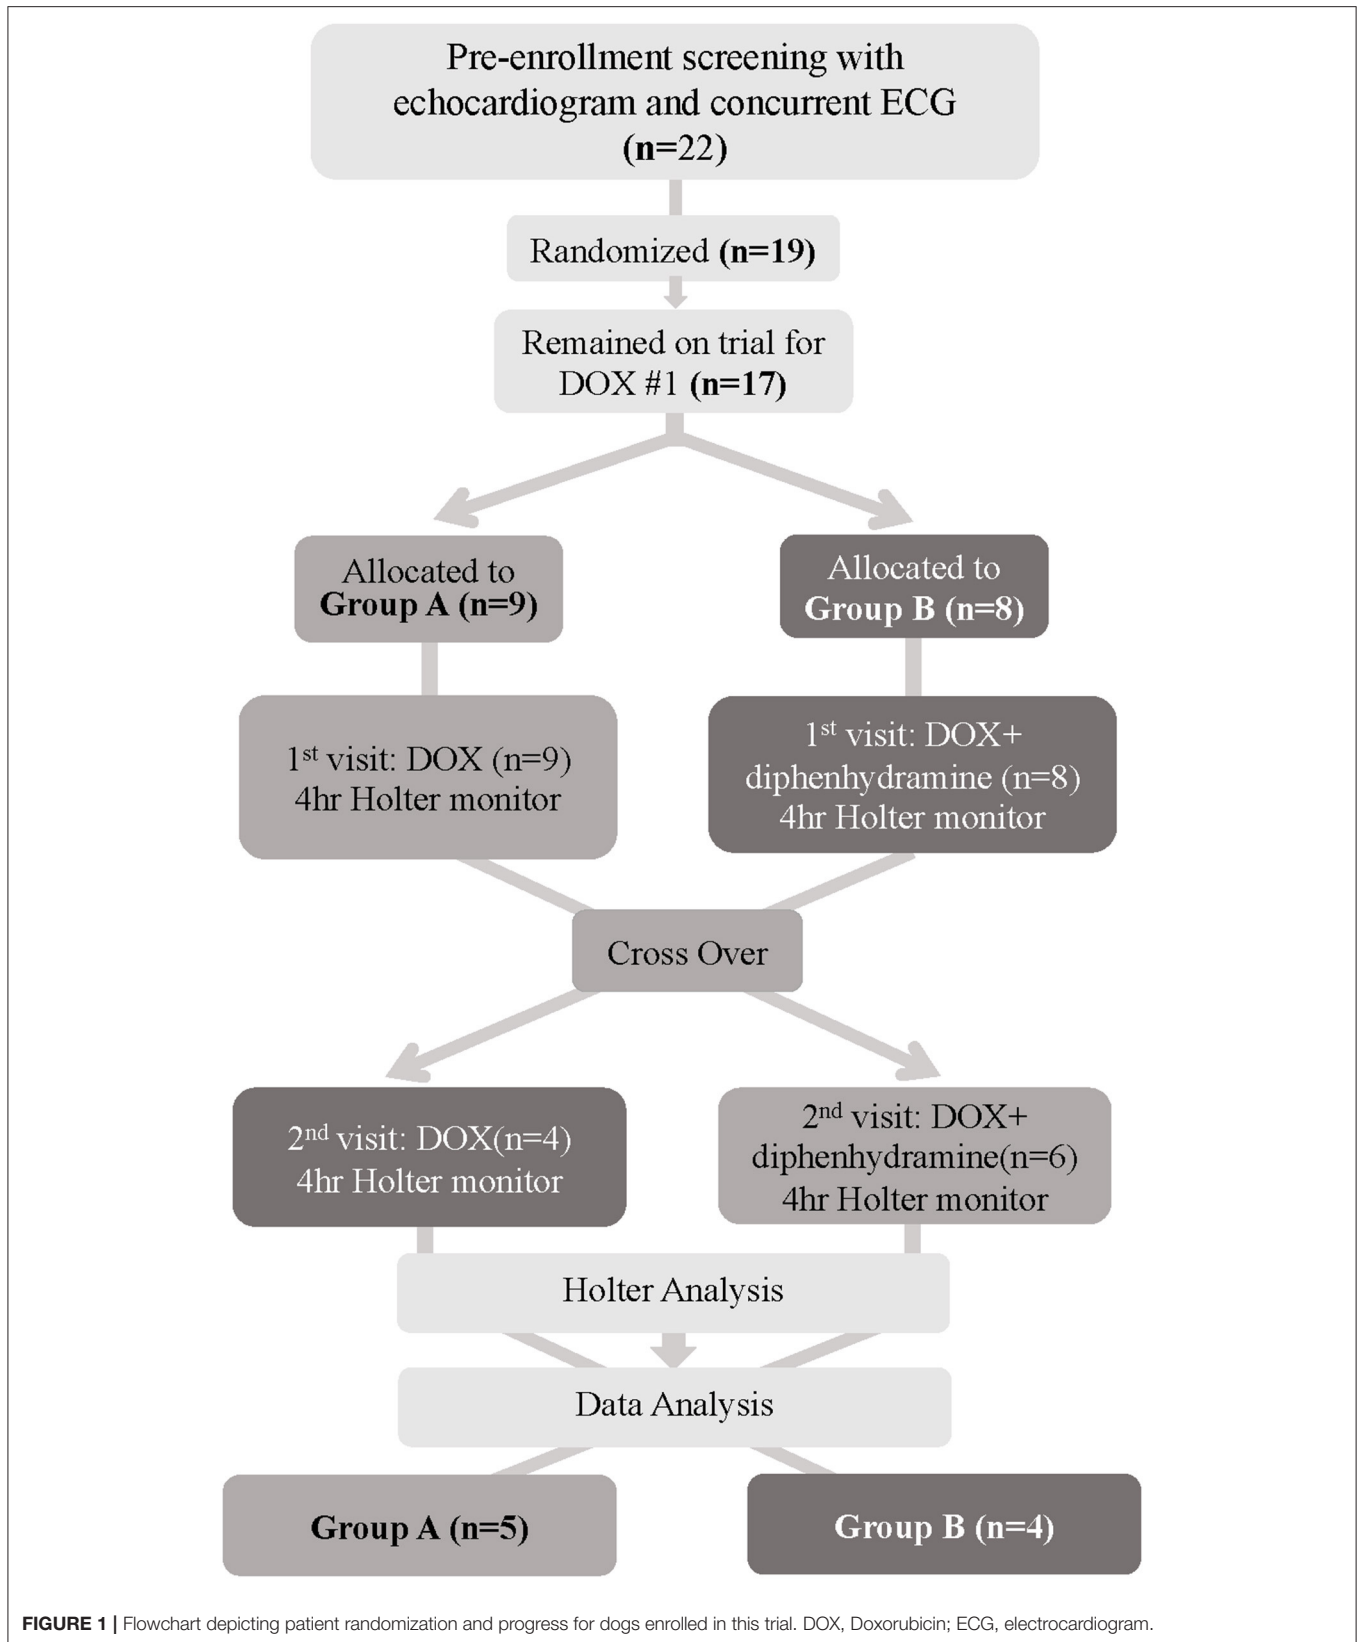 Pre-enrollment screening with
echocardiogram and concurrent ECG
(n=22)
Randomized (n=19)
Remained on trial for
DOX #1 (n=17)
Allocated to
Group A (n=9)
Allocated to
Group B (n=8)
1st visit: DOX (n=9)
4hr Holter monitor
1st visit: DOX+
diphenhydramine (n=8)
4hr Holter monitor
Cross Over
2nd visit: DOX(n=4)
4hr Holter monitor
2nd visit: DOX+
diphenhydramine(n=6)
4hr Holter monitor
Holter Analysis
Data Analysis
Group A (n=5)
Group B (n=4)
FIGURE 1 | Flowchart depicting patient randomization and progress for dogs enrolled in this trial. DOX, Doxorubicin; ECG, electrocardiogram.